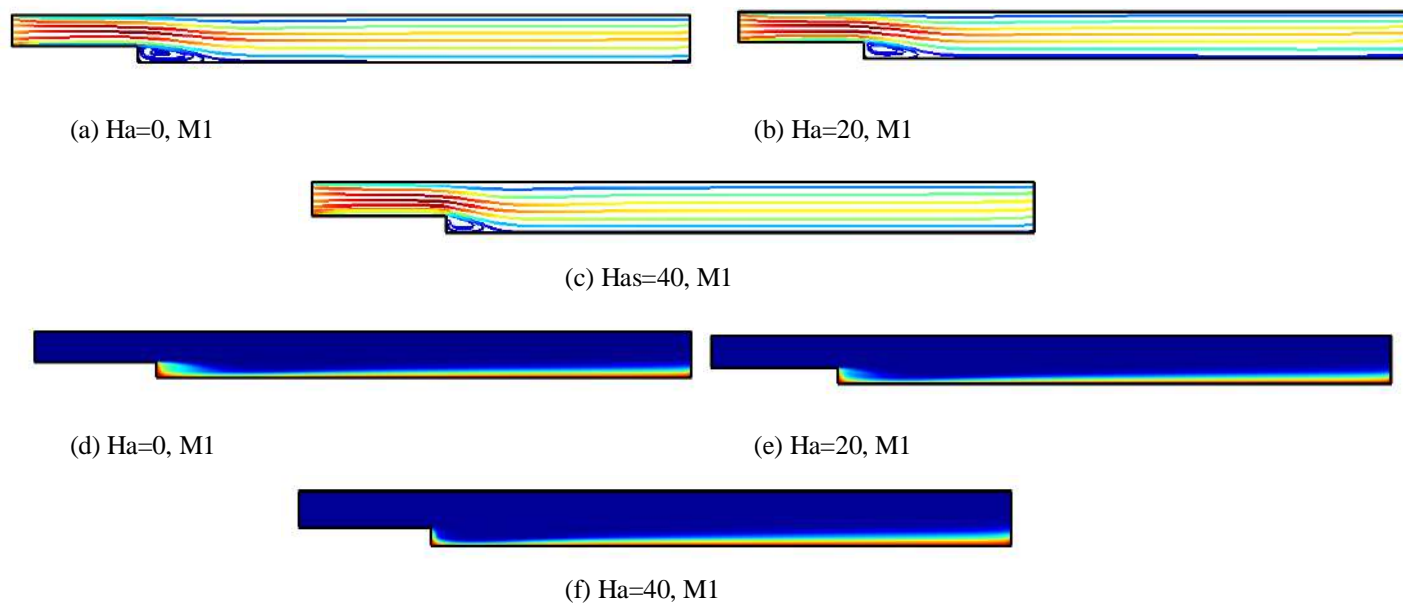 (a) Ha=0, M1
(b) Ha=20, M1
(c) Has=40, M1
(d) Ha=0, M1
(e) Ha=20, M1
(f) Ha=40, M1